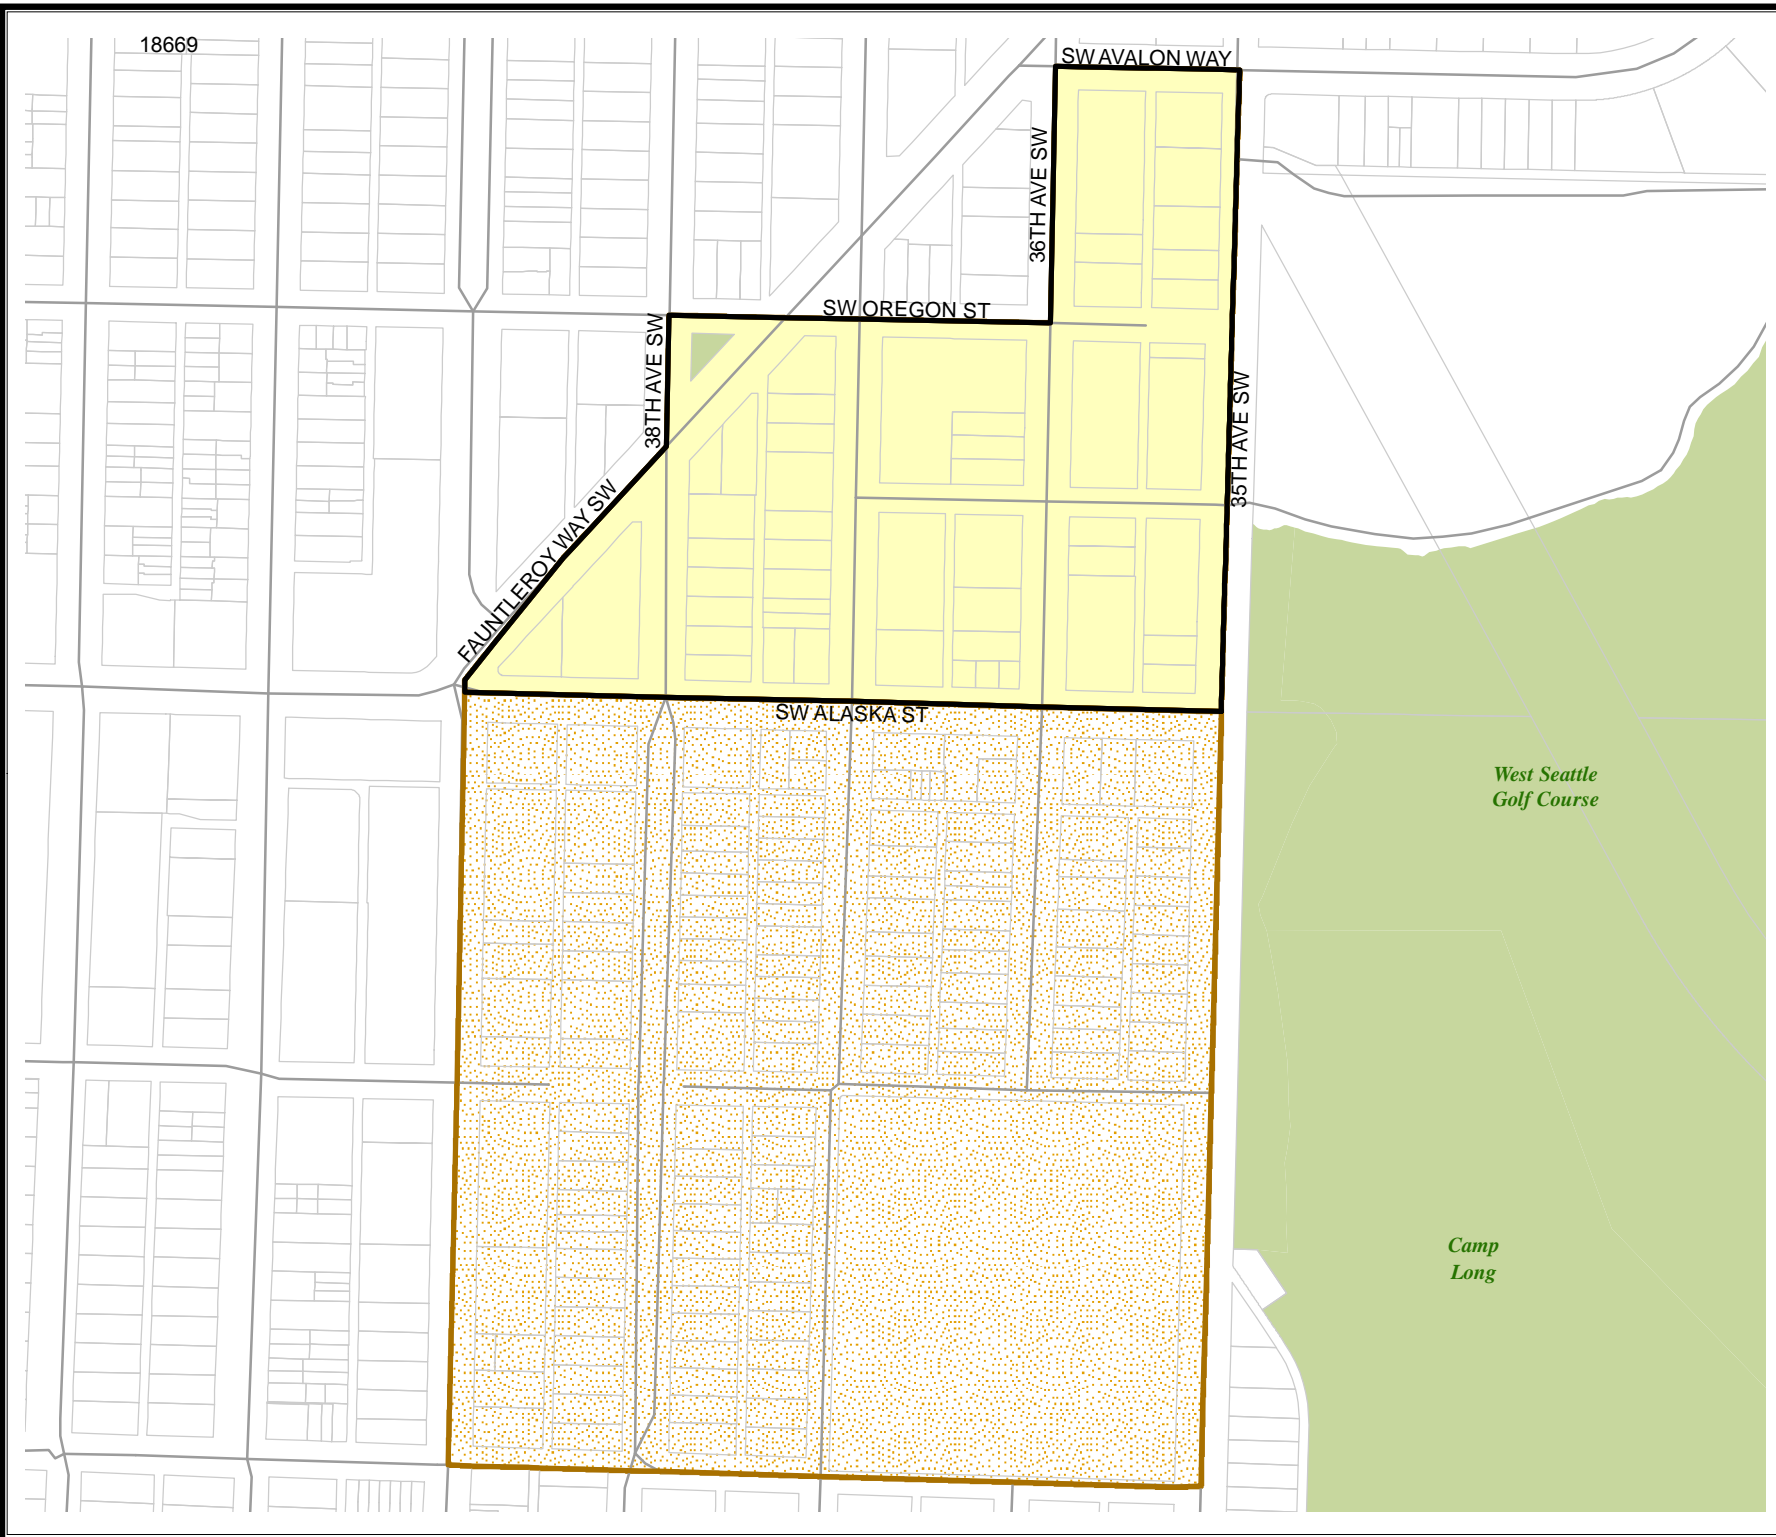 18669
SW AVALON WAY
36TH AVE SW
SW OREGON ST
38TH AVE SW
35TH AVE SW
FAUNTLEROY WAY SW
SW ALASKA ST
West Seattle
Golf Course
Camp
Long